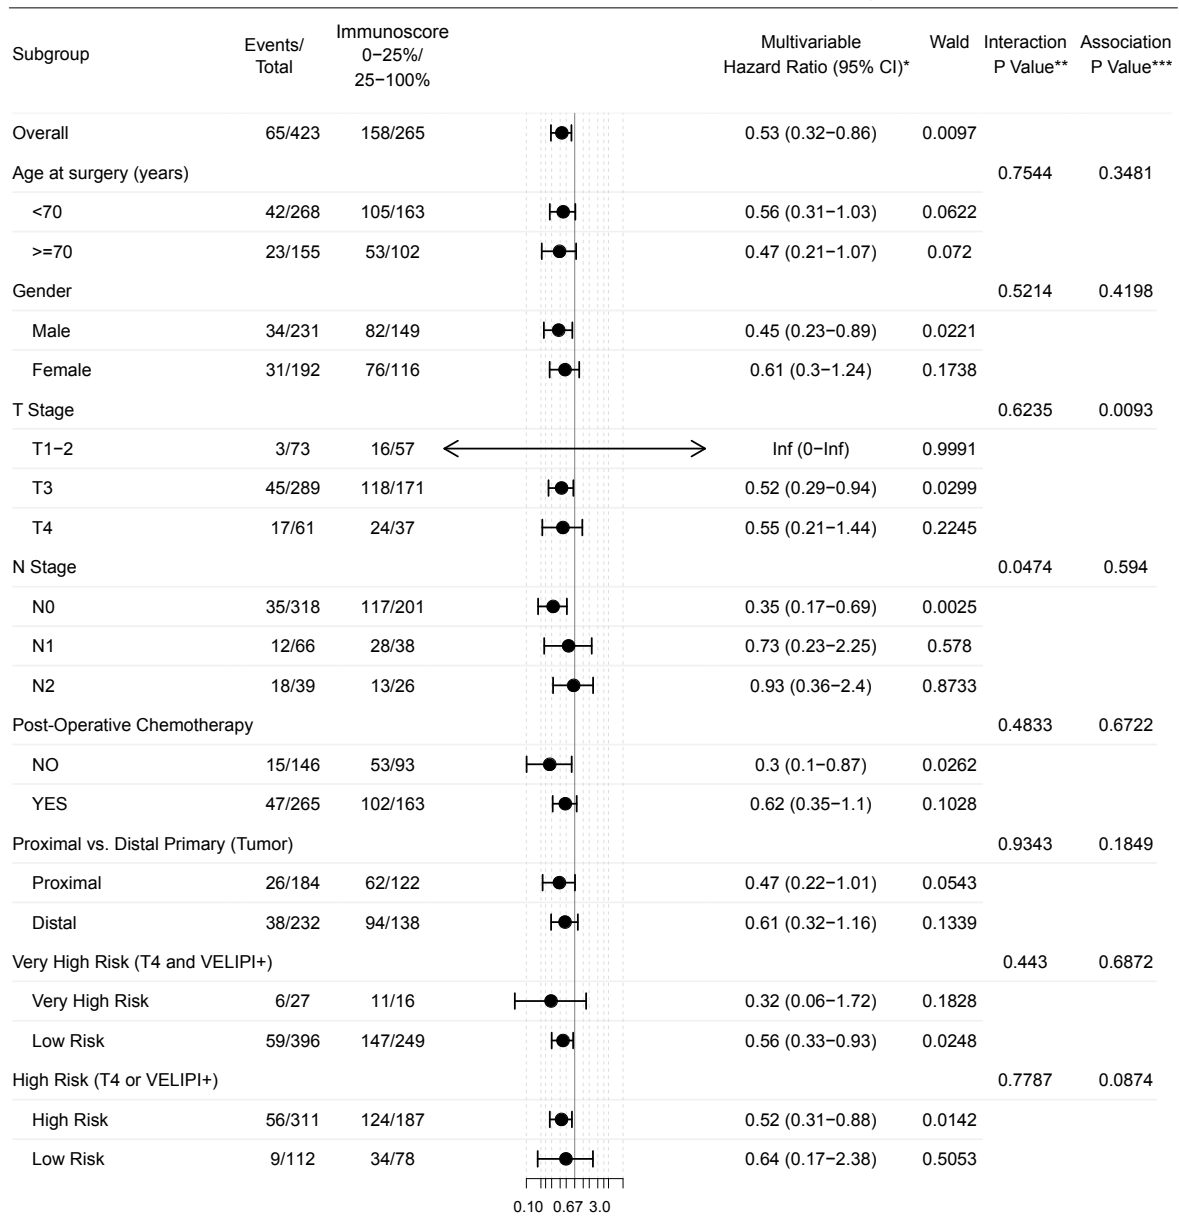 Subgroup Events/ Total Immunoscore 0−25%/ 25−100% Multivariable Hazard Ratio (95% CI)* Wald Interaction P Value** Association P Value***
Overall 65/423 158/265 0.53 (0.32−0.86) 0.0097
Age at surgery (years) 0.7544 0.3481
<70 42/268 105/163 0.56 (0.31−1.03) 0.0622
>=70 23/155 53/102 0.47 (0.21−1.07) 0.072
Gender 0.5214 0.4198
Male 34/231 82/149 0.45 (0.23−0.89) 0.0221
Female 31/192 76/116 0.61 (0.3−1.24) 0.1738
T Stage 0.6235 0.0093
T1−2 3/73 16/57 Inf (0−Inf) 0.9991
T3 45/289 118/171 0.52 (0.29−0.94) 0.0299
T4 17/61 24/37 0.55 (0.21−1.44) 0.2245
N Stage 0.0474 0.594
N0 35/318 117/201 0.35 (0.17−0.69) 0.0025
N1 12/66 28/38 0.73 (0.23−2.25) 0.578
N2 18/39 13/26 0.93 (0.36−2.4) 0.8733
Post-Operative Chemotherapy 0.4833 0.6722
NO 15/146 53/93 0.3 (0.1−0.87) 0.0262
YES 47/265 102/163 0.62 (0.35−1.1) 0.1028
Proximal vs. Distal Primary (Tumor) 0.9343 0.1849
Proximal 26/184 62/122 0.47 (0.22−1.01) 0.0543
Distal 38/232 94/138 0.61 (0.32−1.16) 0.1339
Very High Risk (T4 and VELIPI+) 0.443 0.6872
Very High Risk 6/27 11/16 0.32 (0.06−1.72) 0.1828
Low Risk 59/396 147/249 0.56 (0.33−0.93) 0.0248
High Risk (T4 or VELIPI+) 0.7787 0.0874
High Risk 56/311 124/187 0.52 (0.31−0.88) 0.0142
Low Risk 9/112 34/78 0.64 (0.17−2.38) 0.5053
0.10 0.67 3.0